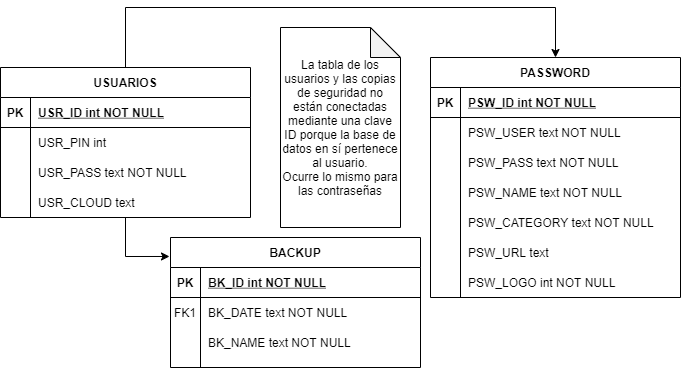 USUARIOS
PK USR_ID int NOT NULL
USR_PIN int
USR_PASS text NOT NULL
USR_CLOUD text
La tabla de los
usuarios y las copias
de seguridad no
están conectadas
mediante una clave
ID porque la base de
datos en sí pertenece
al usuario.
Ocurre lo mismo para
las contraseñas
PASSWORD
PK PSW_ID int NOT NULL
PSW_USER text NOT NULL
PSW_PASS text NOT NULL
PSW_NAME text NOT NULL
PSW_CATEGORY text NOT NULL
PSW_URL text
PSW_LOGO int NOT NULL
BACKUP
PK BK_ID int NOT NULL
FK1 BK_DATE text NOT NULL
BK_NAME text NOT NULL